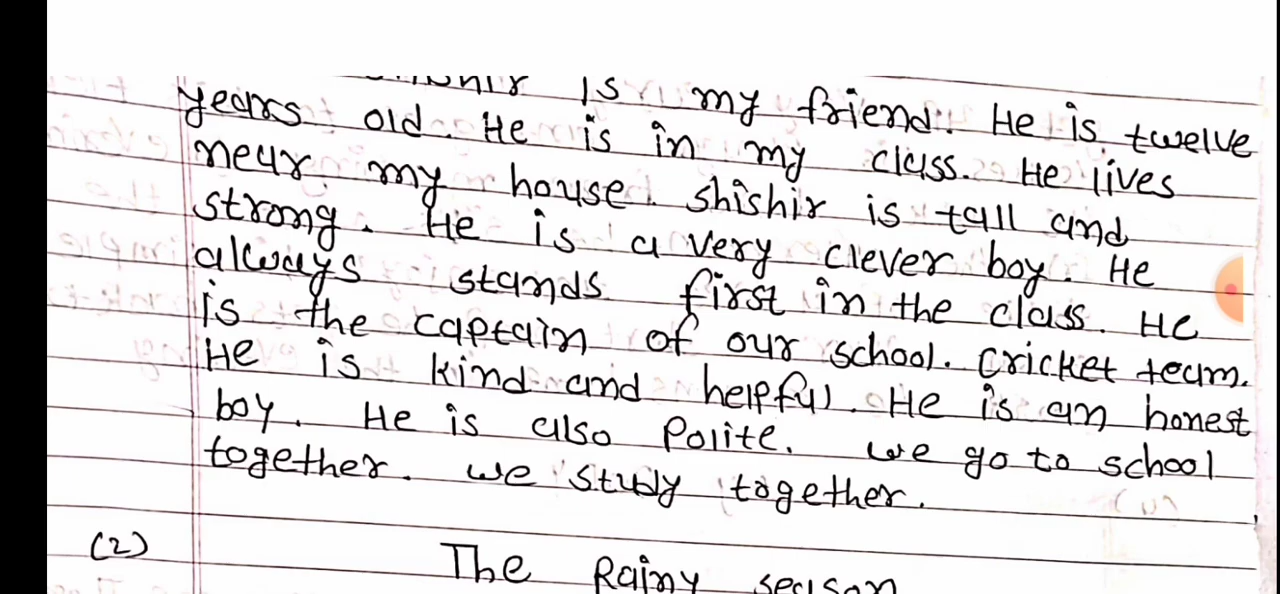 Shishir is my friend. He is twelve
years old. He is in my class. He lives
near my house. Shishir is tall and
strong. He is a very clever boy. He
always stands first in the class. He
is the captain of our school. Cricket team.
He is kind and helpful. He is an honest
boy. He is also Polite. we go to school
together. we study together.
(2) The Rainy season